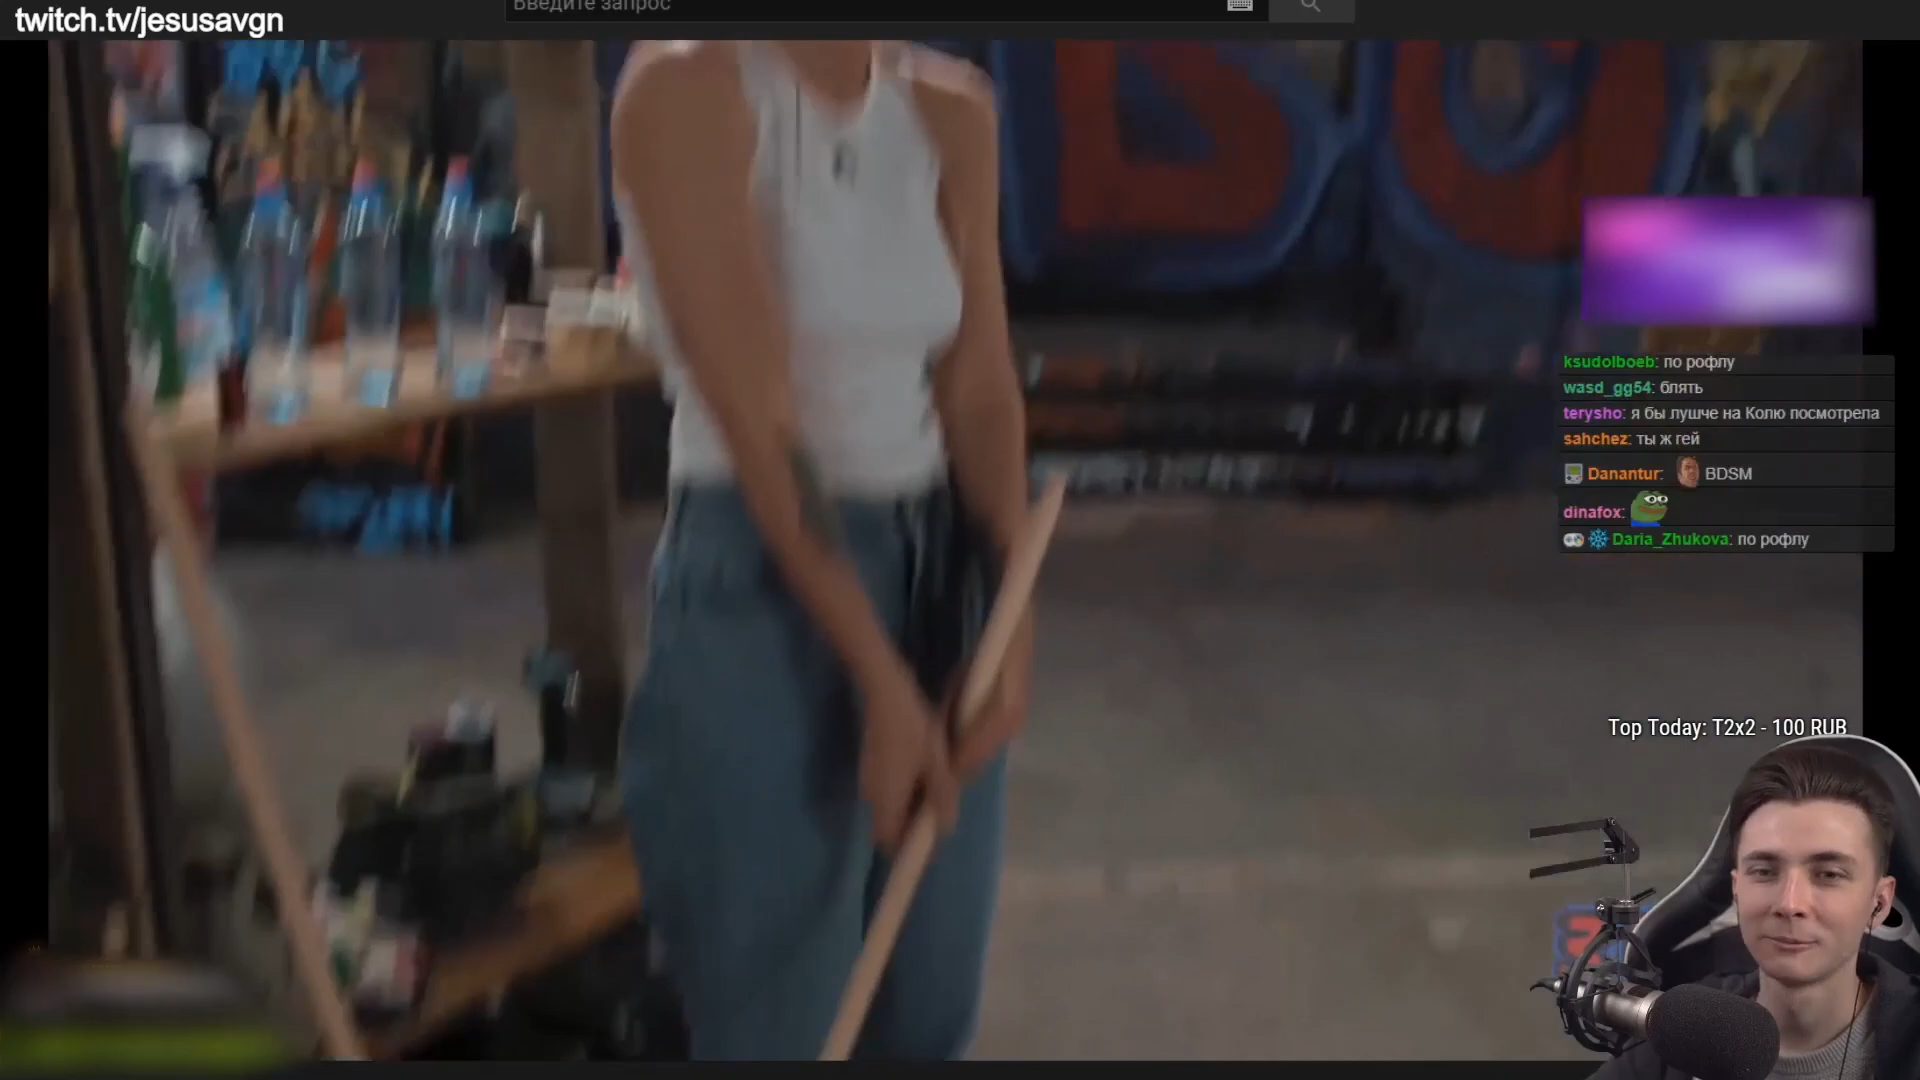 twitch.tv/jesusavgn
Введите запрос
ksudolboeb: по рофлу
wasd_gg54: блять
terysho: я бы лушче на Колю посмотрела
sahchez: ты ж гей
Danantur: BDSM
dinafox:
Daria_Zhukova: по рофлу
Top Today: T2x2 - 100 RUB